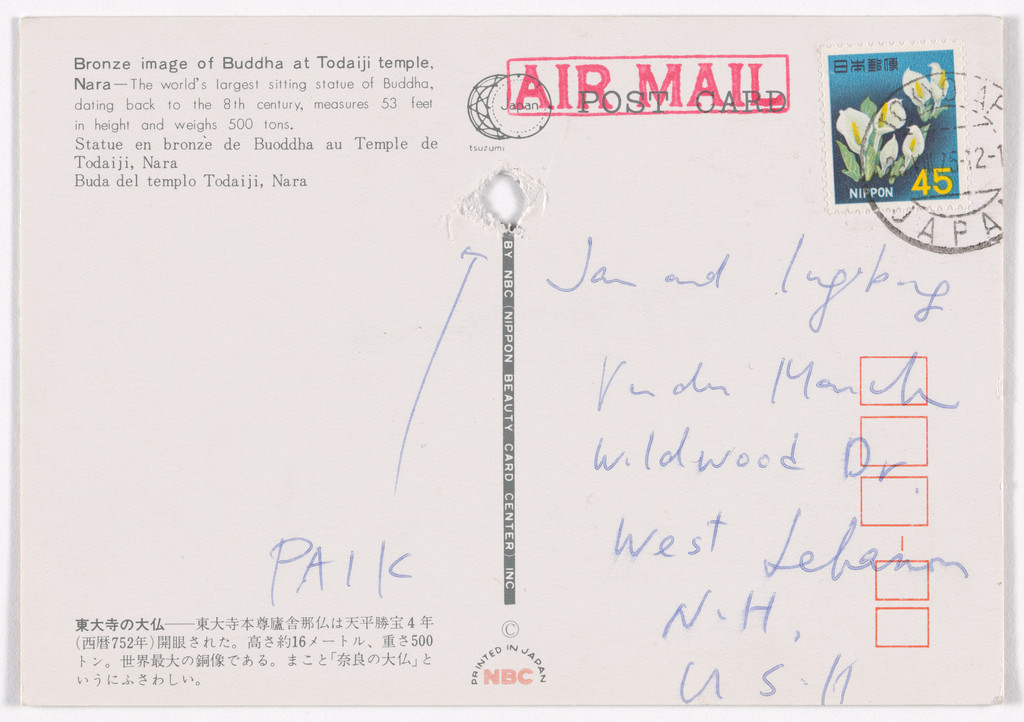 Bronze image of Buddha at Todaiji temple,
Nara—The world's largest sitting statue of Buddha,
dating back to the 8th century, measures 53 feet
in height and weighs 500 tons.
Statue en bronze de Buoddha au Temple de
Todaiji, Nara
Buda del templo Todaiji, Nara
Japan
tsuzumi
AIR MAIL
POST CARD
日本郵便
NIPPON 45
JAPAN
BY NBC (NIPPON BEAUTY CARD CENTER) INC
Jan and
Wildwood Dr.
West Lebanon
N.H.
U.S.A
PAIK
東大寺の大仏——東大寺本尊廬舎那仏は天平勝宝4年
(西暦752年)開眼された。高さ約16メートル、重さ500
トン。世界最大の銅像である。まこと「奈良の大仏」と
いうにふさわしい。
©
PRINTED IN JAPAN
NBC